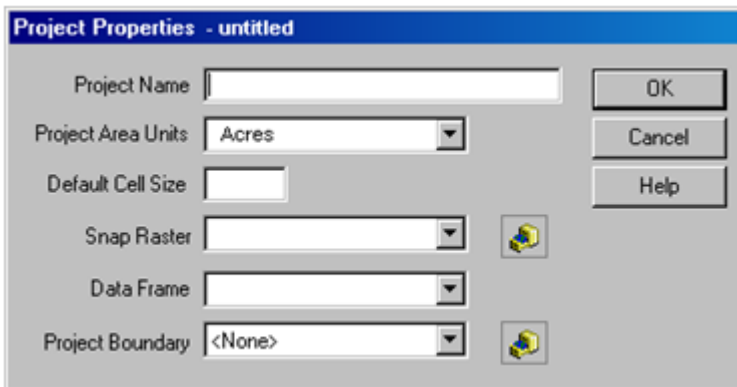 Project Properties - untitled
Project Name
OK
Project Area Units Acres
Cancel
Default Cell Size
Help
Snap Raster
Data Frame
Project Boundary <None>